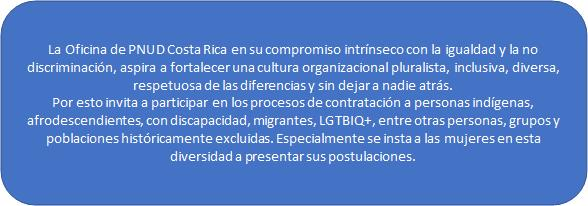 La Oficina de PNUD Costa Rica en su compromiso intrínseco con la igualdad y la no
discriminación, aspira a fortalecer una cultura organizacional pluralista, inclusiva, diversa,
respetuosa de las diferencias y sin dejar a nadie atrás.
Por esto invita a participar en los procesos de contratación a personas indígenas,
afrodescendientes, con discapacidad, migrantes, LGTBIQ+, entre otras personas, grupos y
poblaciones históricamente excluidas. Especialmente se insta a las mujeres en esta
diversidad a presentar sus postulaciones.